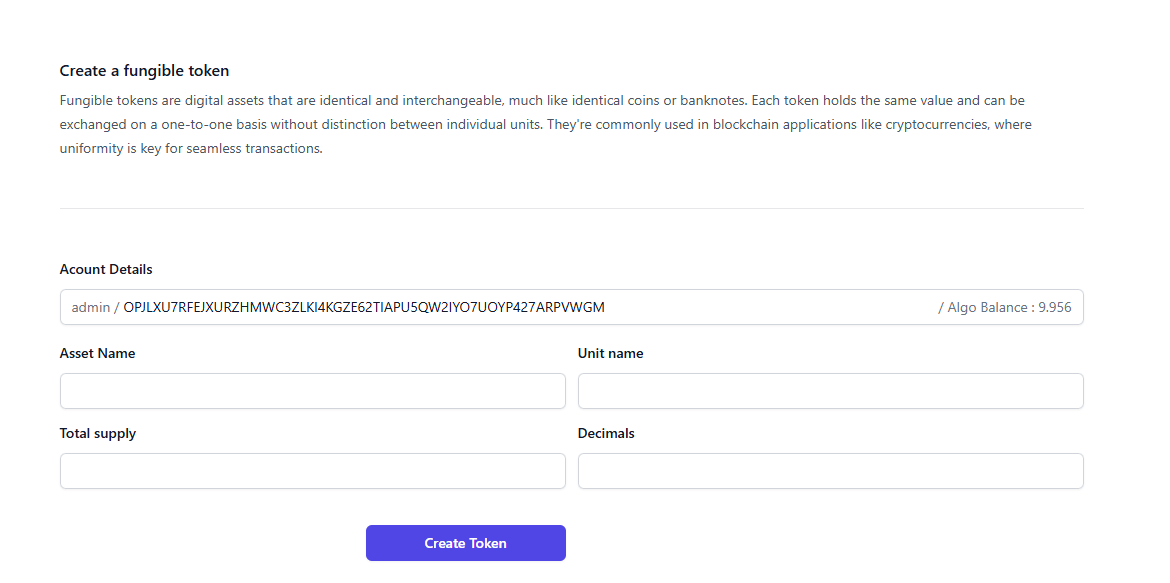 Create a fungible token
Fungible tokens are digital assets that are identical and interchangeable, much like identical coins or banknotes. Each token holds the same value and can be
exchanged on a one-to-one basis without distinction between individual units. They're commonly used in blockchain applications like cryptocurrencies, where
uniformity is key for seamless transactions.
Acount Details
admin / OPJLXU7RFEJXURZHMWC3ZLKI4KGZE62TIAPU5QW2IYO7UOYP427ARPVWGM / Algo Balance : 9.956
Asset Name Unit name
Total supply Decimals
Create Token